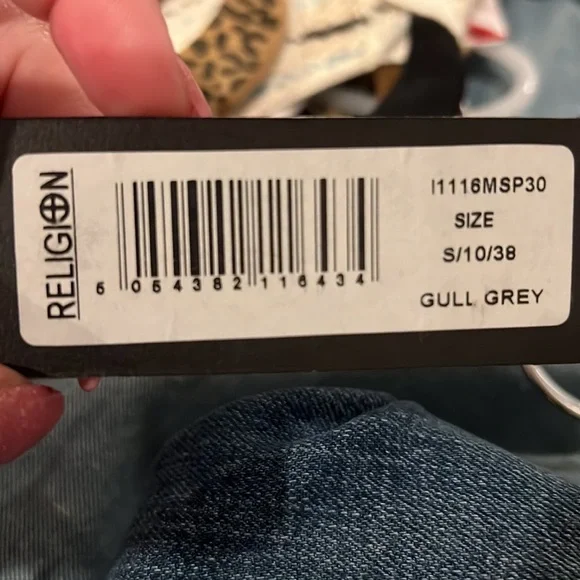 RELIGION
5 054382 116434
I1116MSP30
SIZE
S/10/38
GULL GREY